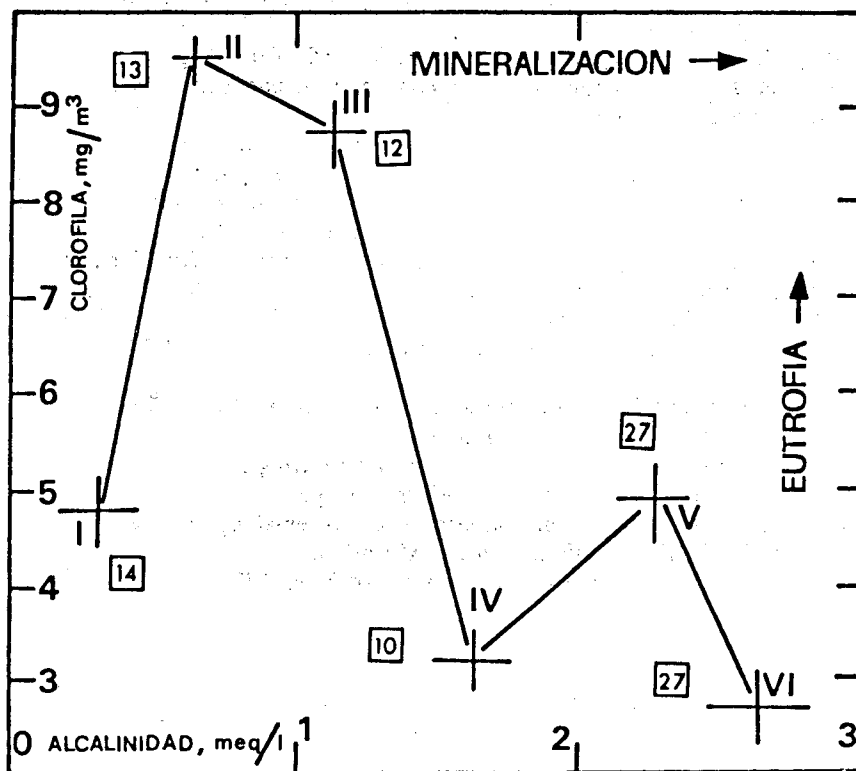 MINERALIZACION →
13
II
III
12
9
8
7
6
5
4
3
CLOROFILA, mg/m³
EUTROFIA →
27
I
V
14
IV
10
27
VI
0 ALCALINIDAD, meq/l
1
2
3